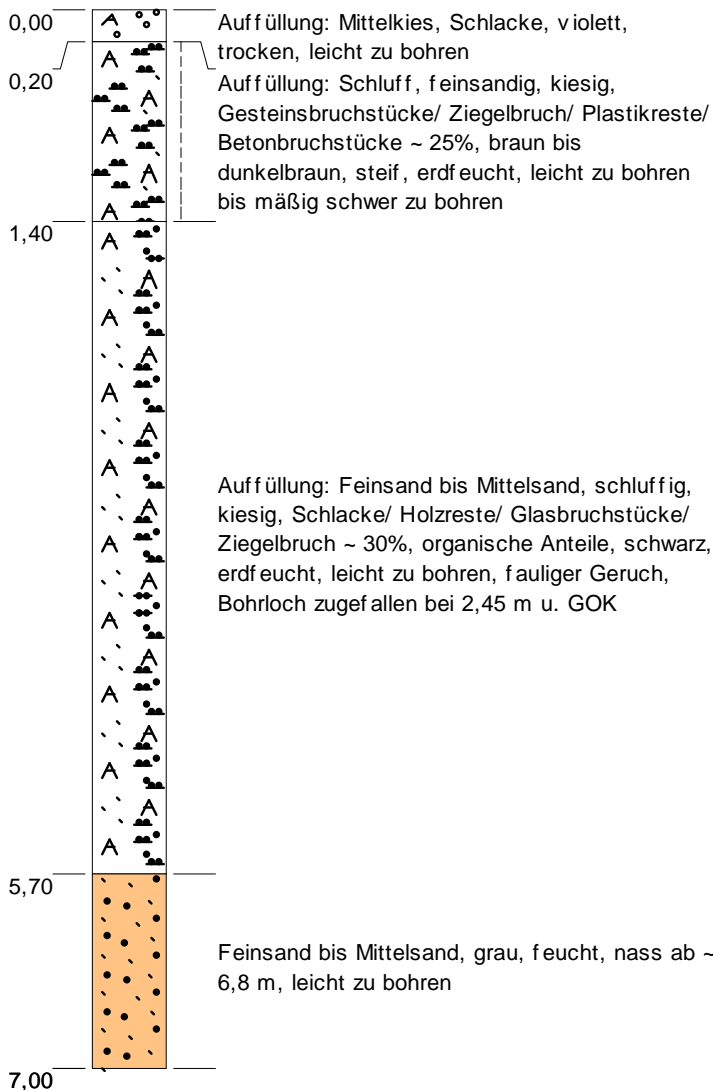 0,00
Auffüllung: Mittelkies, Schlacke, violett,
trocken, leicht zu bohren
0,20
Auffüllung: Schluff, feinsandig, kiesig,
Gesteinsbruchstücke/ Ziegelbruch/ Plastikreste/
Betonbruchstücke ~ 25%, braun bis
dunkelbraun, steif, erdfeucht, leicht zu bohren
bis mäßig schwer zu bohren
1,40
Auffüllung: Feinsand bis Mittelsand, schluffig,
kiesig, Schlacke/ Holzreste/ Glasbruchstücke/
Ziegelbruch ~ 30%, organische Anteile, schwarz,
erdfeucht, leicht zu bohren, fauliger Geruch,
Bohrloch zugefallen bei 2,45 m u. GOK
5,70
Feinsand bis Mittelsand, grau, feucht, nass ab ~
6,8 m, leicht zu bohren
7,00